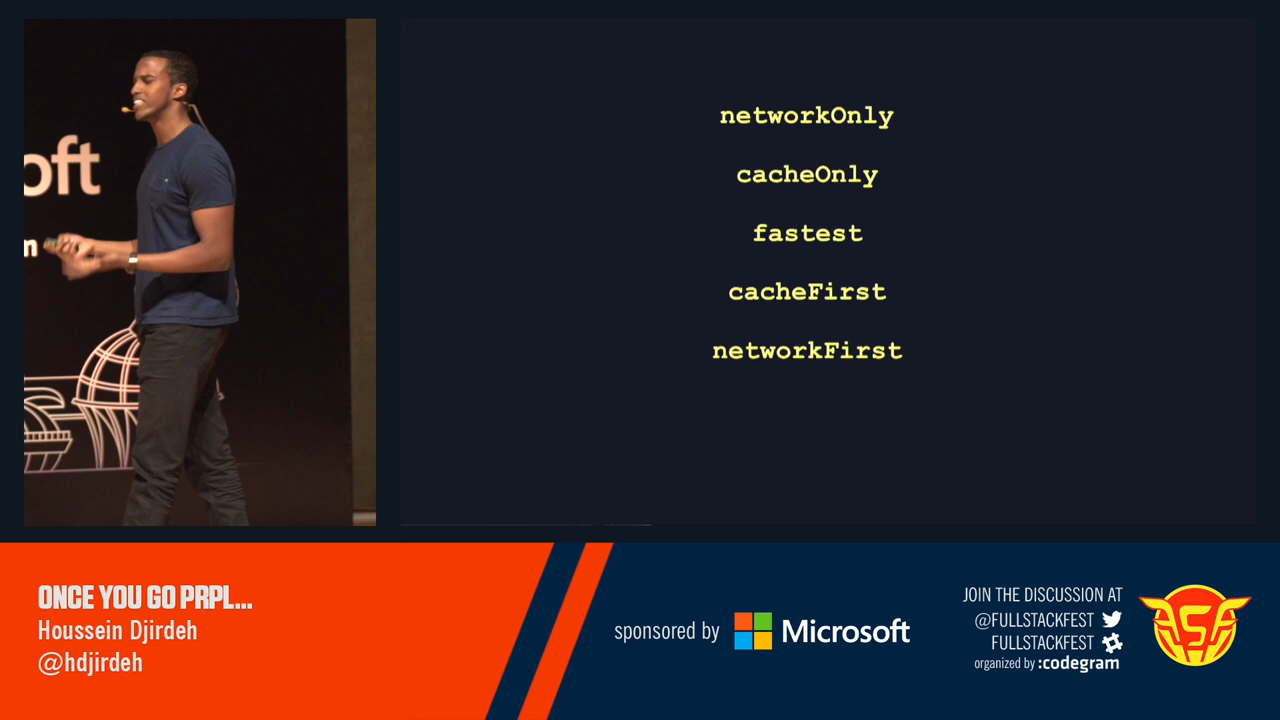 oft
networkOnly
cacheOnly
fastest
cacheFirst
networkFirst
ONCE YOU GO PRPL...
Houssein Djirdeh
@hdjirdeh
sponsored by Microsoft
JOIN THE DISCUSSION AT
@FULLSTACKFEST
FULLSTACKFEST
organized by :codegram
FSF